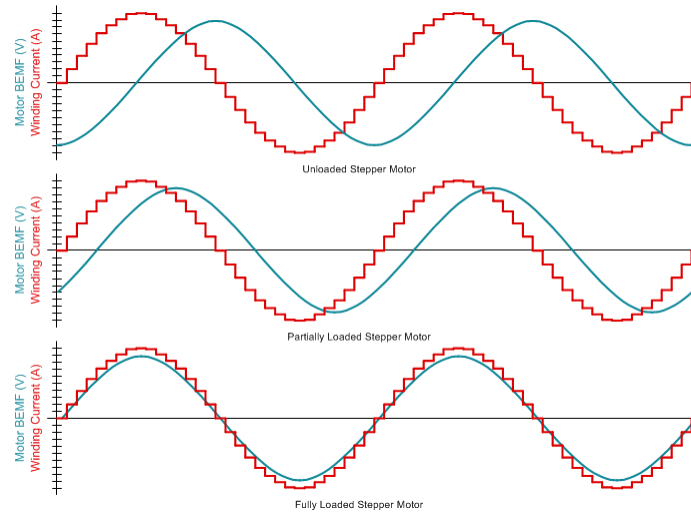 Motor BEMF (V)
Winding Current (A)
Unloaded Stepper Motor
Motor BEMF (V)
Winding Current (A)
Partially Loaded Stepper Motor
Motor BEMF (V)
Winding Current (A)
Fully Loaded Stepper Motor